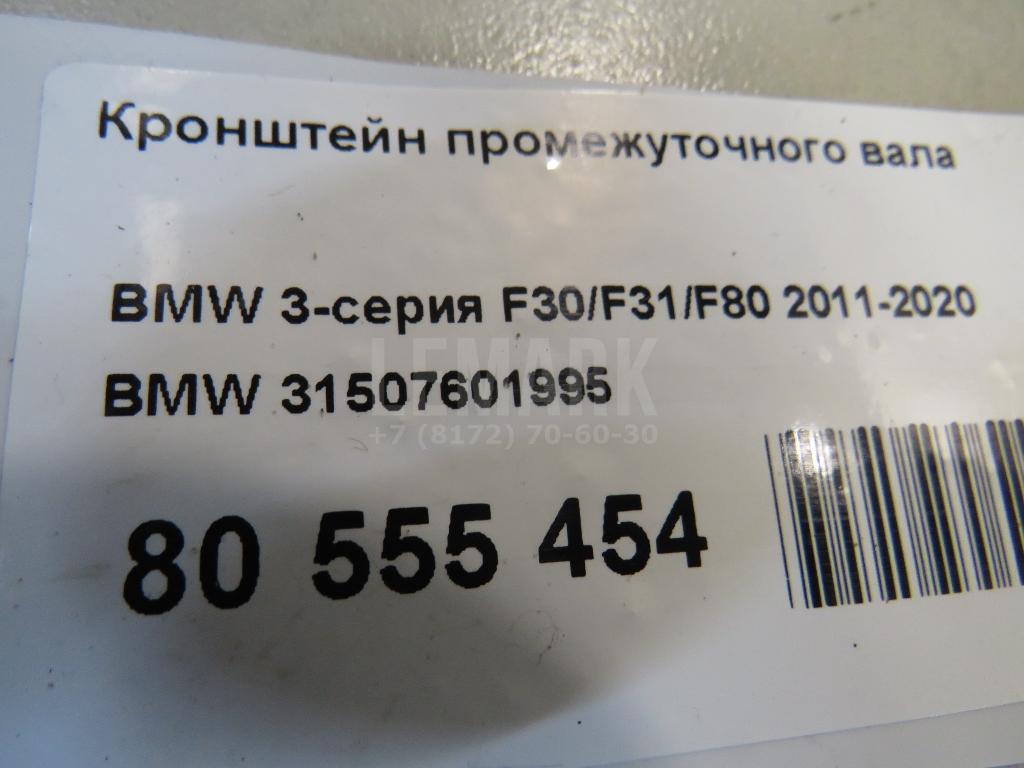 Кронштейн промежуточного вала
BMW 3-серия F30/F31/F80 2011-2020
BMW 31507601995
LEMARK
+7 (8172) 70-60-30
80 555 454